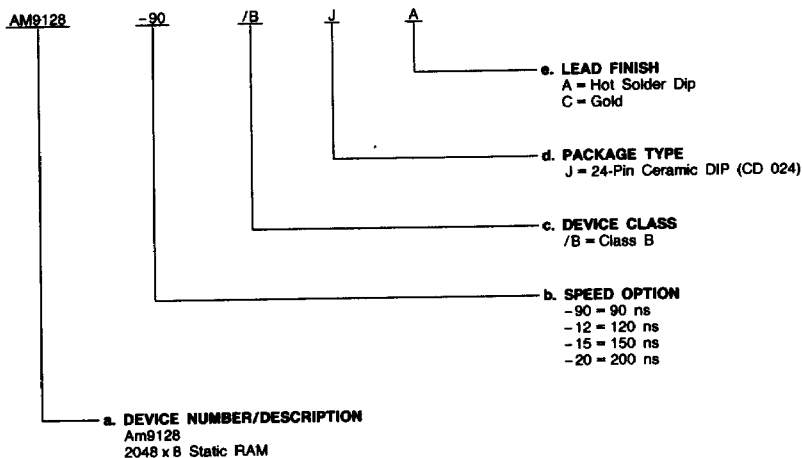 AM9128 -90 /B J A
e. LEAD FINISH
A = Hot Solder Dip
C = Gold
d. PACKAGE TYPE
J = 24-Pin Ceramic DIP (CD 024)
c. DEVICE CLASS
/B = Class B
b. SPEED OPTION
-90 = 90 ns
-12 = 120 ns
-15 = 150 ns
-20 = 200 ns
a. DEVICE NUMBER/DESCRIPTION
Am9128
2048 x 8 Static RAM